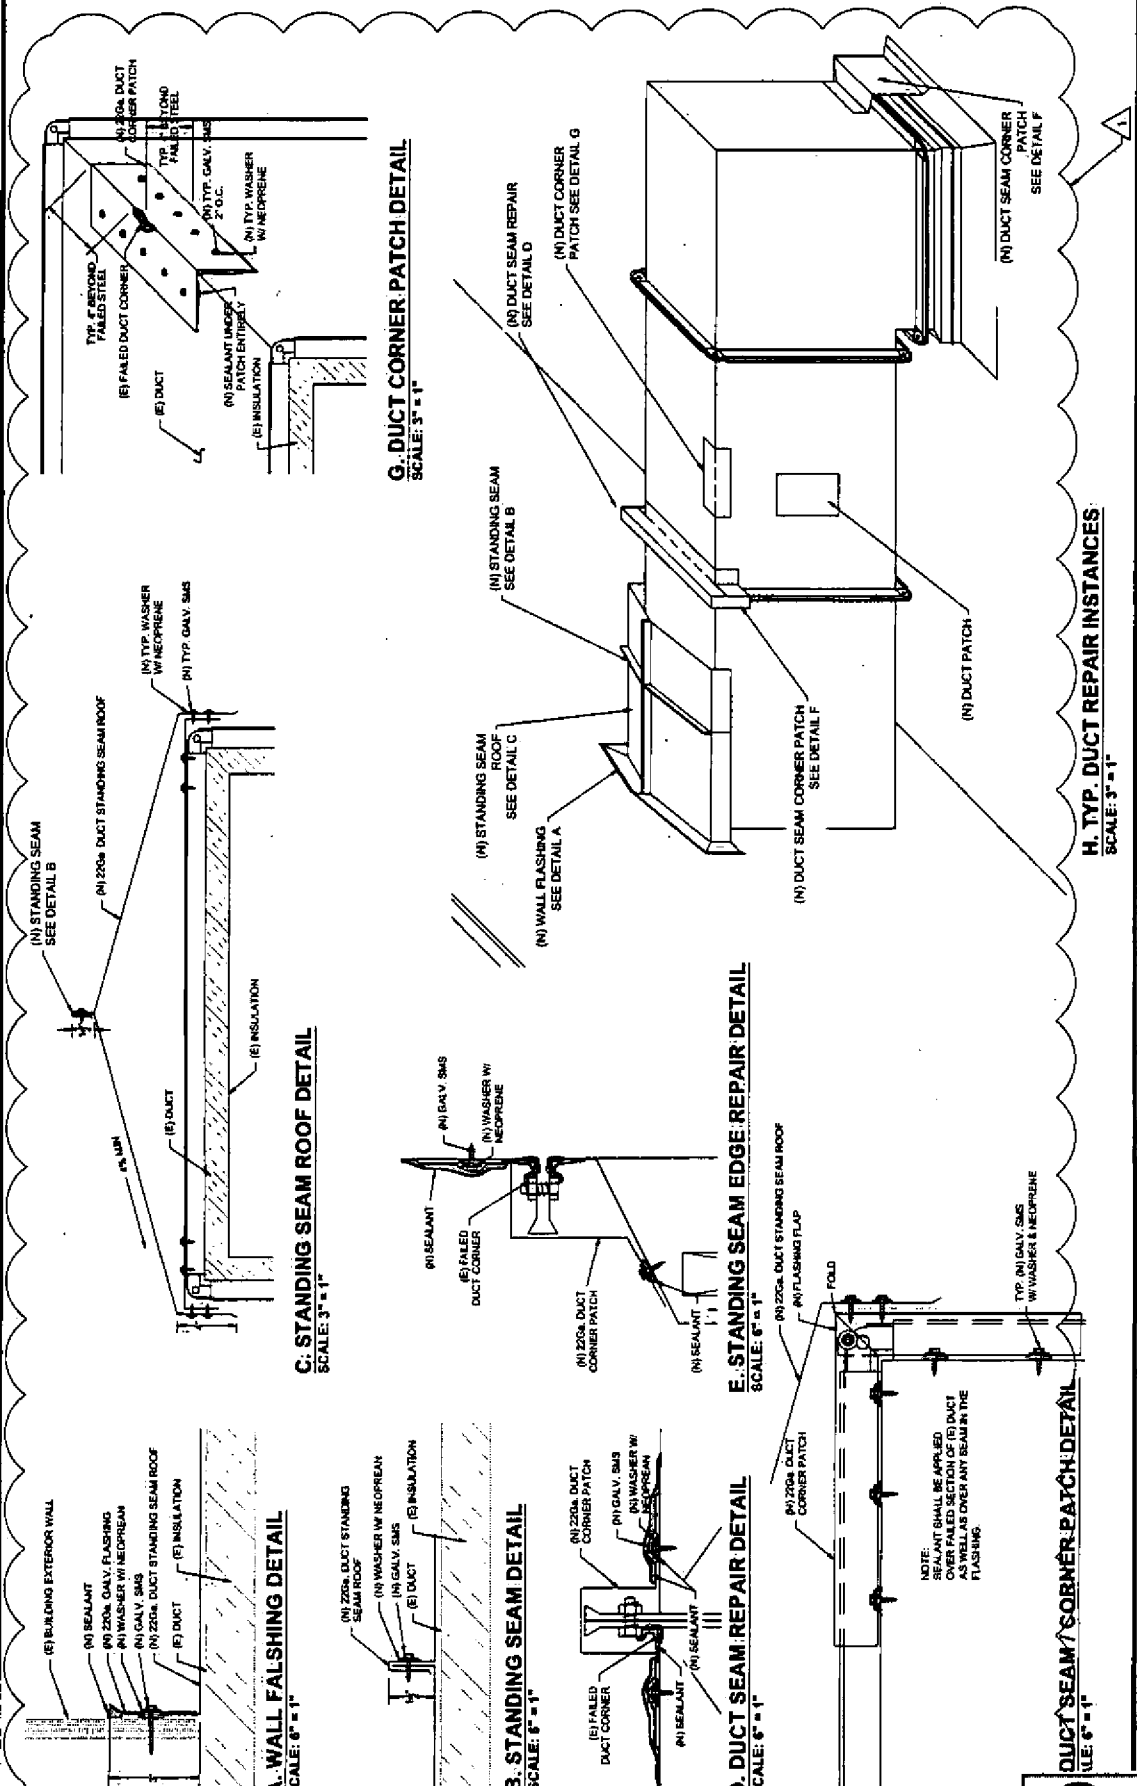 (E) BUILDING EXTERIOR WALL
(N) SEALANT
(N) 22Ga. GALV. FLASHING
(N) WASHER W/ NEOPREAN
(N) GALV. SMS
(N) 22Ga. DUCT STANDING SEAM ROOF
(E) DUCT
(E) INSULATION
WALL FALSHING DETAIL
SCALE: 6" = 1"
(N) 22Ga. DUCT STANDING
SEAM ROOF
(N) WASHER W/ NEOPREAN
(N) GALV. SMS
(E) DUCT
(E) INSULATION
B. STANDING SEAM DETAIL
SCALE: 6" = 1"
(N) STANDING SEAM
SEE DETAIL B
(N) 22Ga. DUCT STANDING SEAM ROOF
(N) TYP. WASHER
W/ NEOPRENE
(N) TYP. GALV. SMS
(E) DUCT
(E) INSULATION
C. STANDING SEAM ROOF DETAIL
SCALE: 3" = 1"
(N) 22Ga. DUCT
CORNER PATCH
(N) GALV. SMS
(N) WASHER W/
NEOPREAN
(E) FAILED
DUCT CORNER
(N) SEALANT
(N) SEALANT
DUCT SEAM REPAIR DETAIL
SCALE: 6" = 1"
(N) SEALANT
(N) GALV. SMS
(N) WASHER W/
NEOPRENE
(E) FAILED
DUCT CORNER
(N) 22Ga. DUCT
CORNER PATCH
(N) SEALANT
E. STANDING SEAM EDGE REPAIR DETAIL
SCALE: 6" = 1"
(N) 22Ga. DUCT STANDING SEAM ROOF
(N) FLASHING FLAP
FOLD
(N) 22Ga. DUCT
CORNER PATCH
NOTE:
SEALANT SHALL BE APPLIED
OVER FAILED SECTION OF (E) DUCT
AS WELL AS OVER ANY SEAM IN THE
FLASHING.
TYP. (N) GALV. SMS
W/ WASHER & NEOPRENE
DUCT SEAM / CORNER PATCH DETAIL
6" = 1"
(N) 22Ga. DUCT
CORNER PATCH
TYP. 4" BEYOND
FAILED STEEL
(N) TYP. GALV. SMS
2" O.C.
(N) TYP. WASHER
W/ NEOPRENE
TYP. 4" BEYOND
FAILED STEEL
(E) FAILED DUCT CORNER
(E) DUCT
(N) SEALANT UNDER
PATCH ENTIRELY
(E) INSULATION
G. DUCT CORNER PATCH DETAIL
SCALE: 3" = 1"
(N) STANDING SEAM
SEE DETAIL B
(N) DUCT SEAM REPAIR
SEE DETAIL D
(N) DUCT CORNER
PATCH SEE DETAIL G
(N) STANDING SEAM
ROOF
SEE DETAIL C
(N) WALL FLASHING
SEE DETAIL A
(N) DUCT SEAM CORNER PATCH
SEE DETAIL F
(N) DUCT PATCH
(N) DUCT SEAM CORNER
PATCH
SEE DETAIL F
1
H. TYP. DUCT REPAIR INSTANCES
SCALE: 3" = 1"